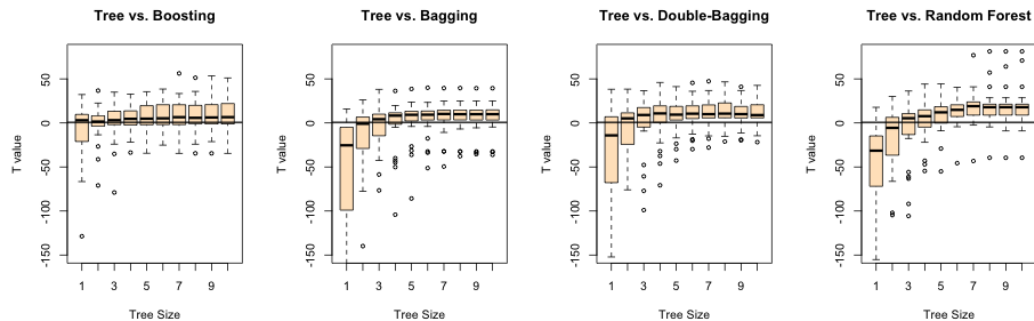 Tree vs. Boosting
T value
50
0
-50
-100
-150
1 3 5 7 9
Tree Size
Tree vs. Bagging
T value
50
0
-50
-100
-150
1 3 5 7 9
Tree Size
Tree vs. Double-Bagging
T value
50
0
-50
-100
-150
1 3 5 7 9
Tree Size
Tree vs. Random Forest
T value
50
0
-50
-100
-150
1 3 5 7 9
Tree Size